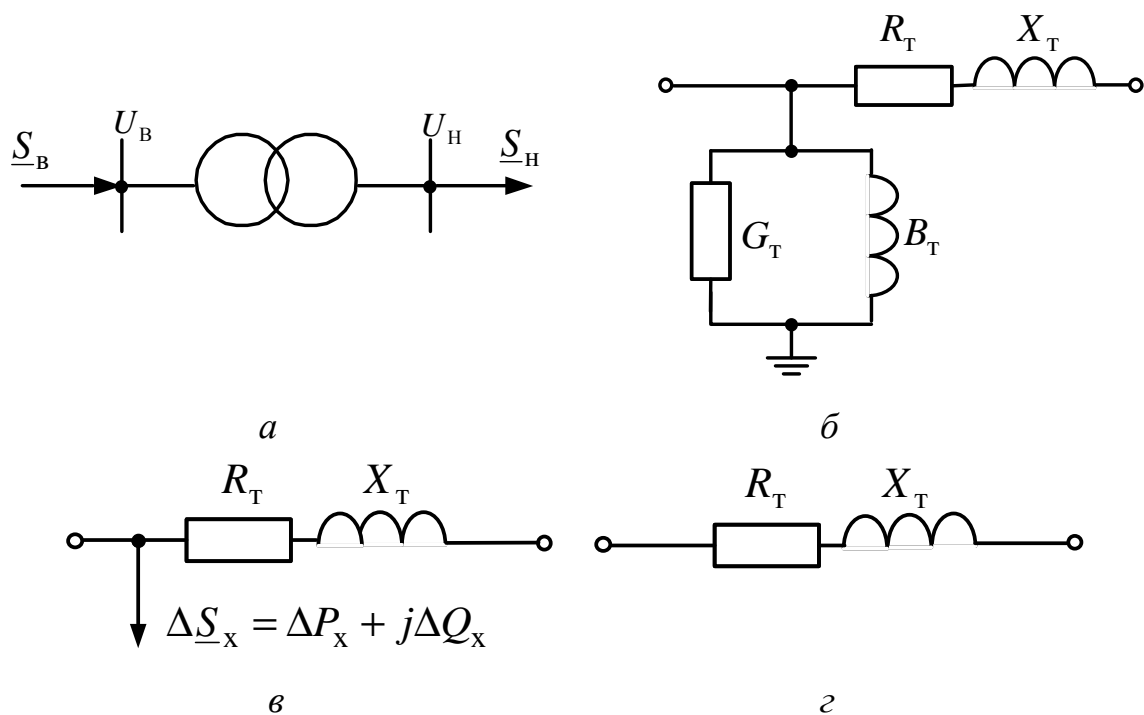 S_В U_В U_Н S_Н
R_Т X_Т
G_Т B_Т
а
б
R_Т X_Т
ΔS_х = ΔP_х + jΔQ_х
в
R_Т X_Т
г